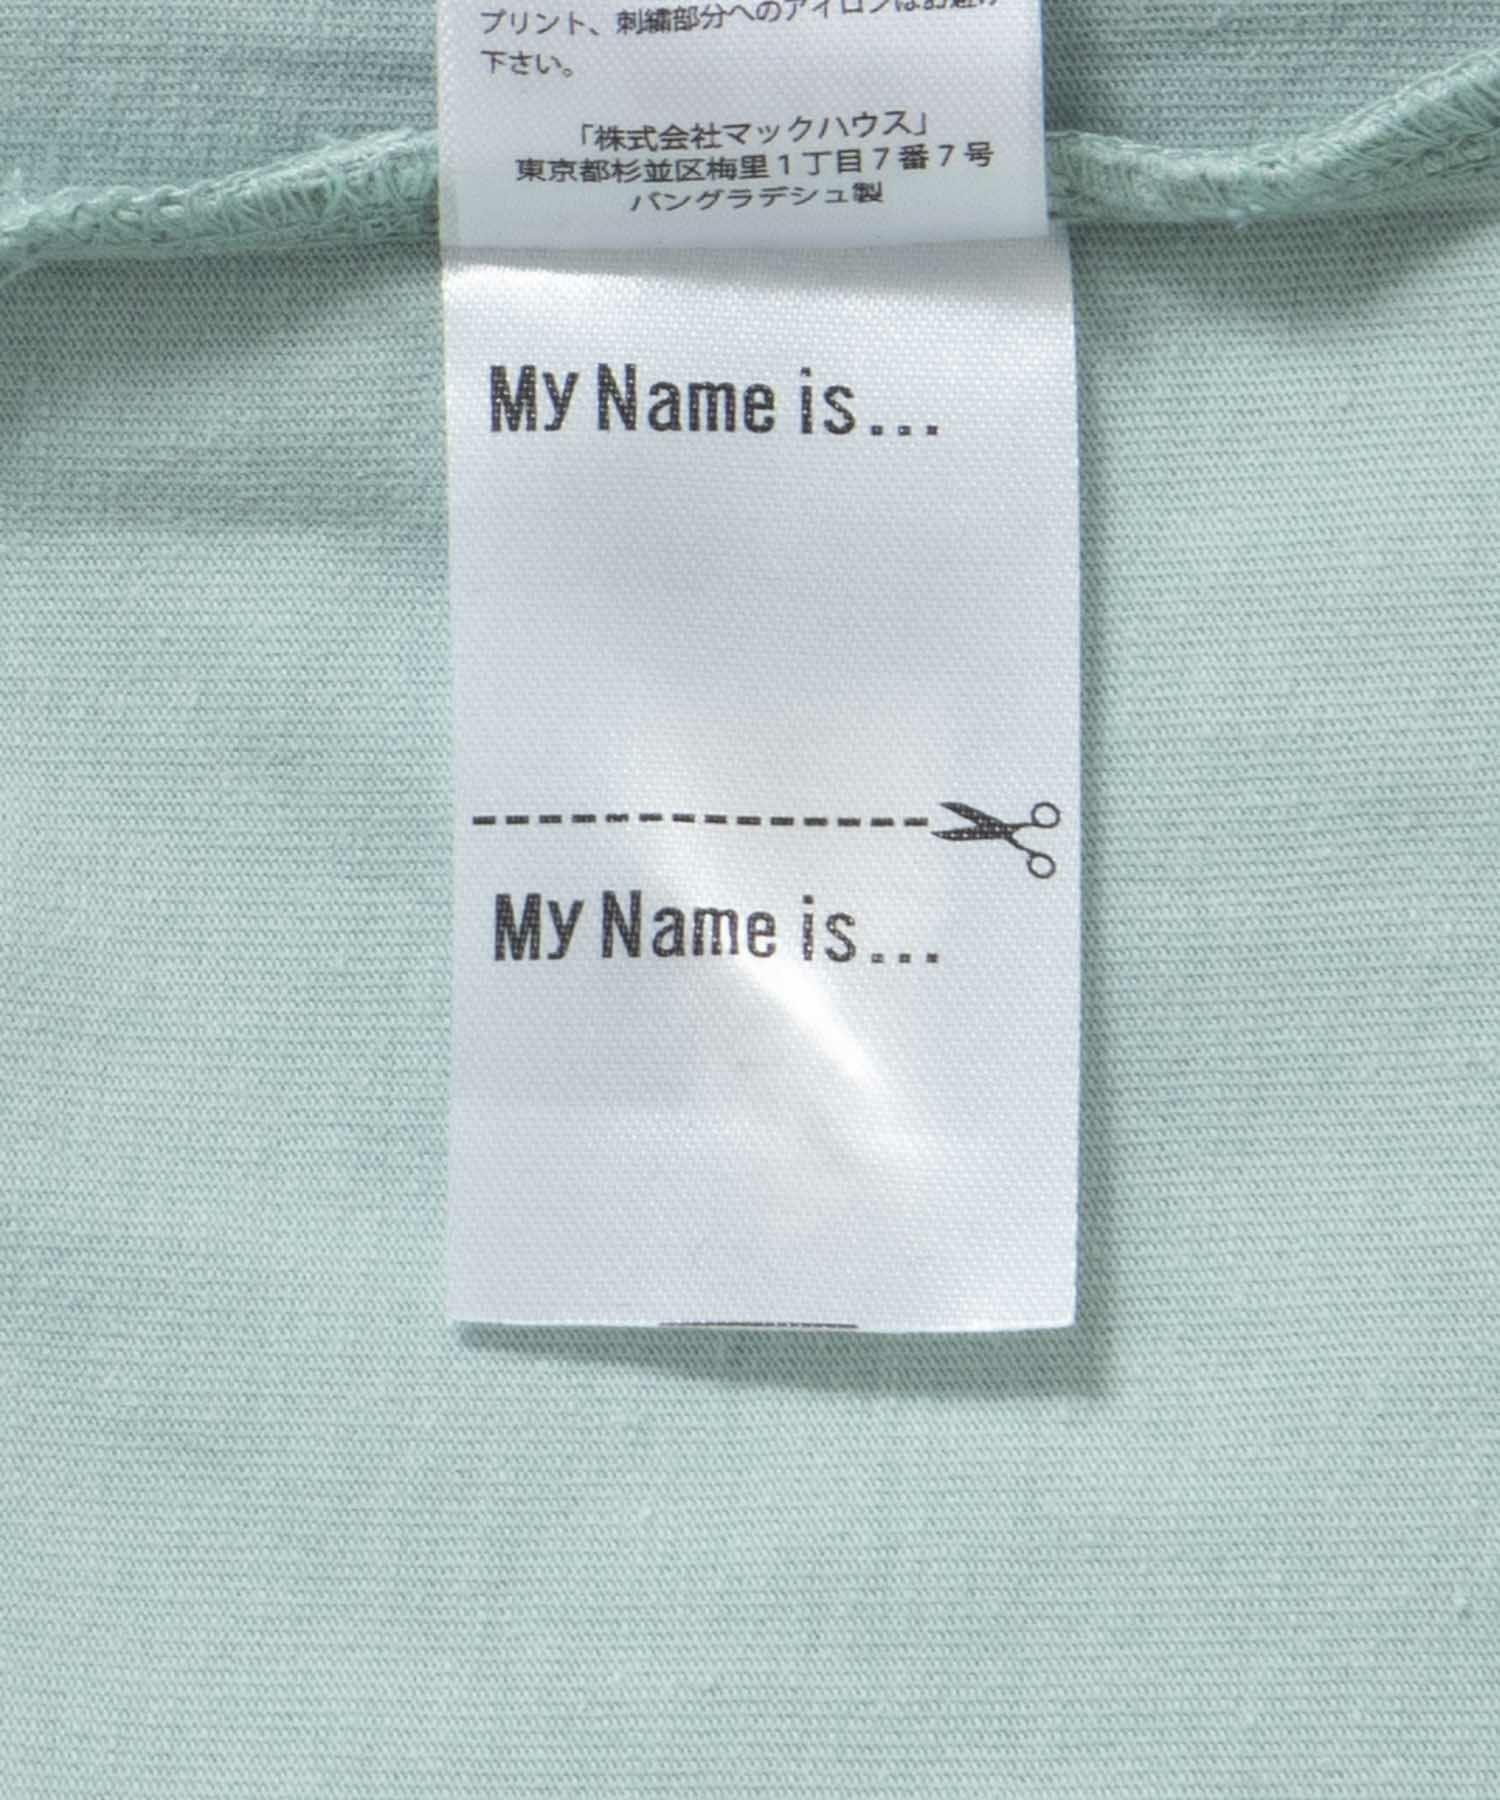 プリント、刺繍部分へのアイロンはお避け
下さい。
「株式会社マックハウス」
東京都杉並区梅里1丁目7番7号
バングラデシュ製
My Name is...
My Name is...